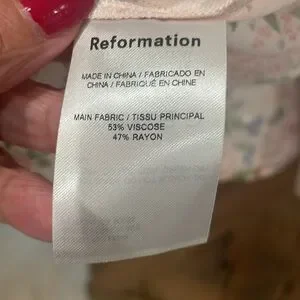 Reformation
MADE IN CHINA / FABRICADO EN
CHINA / FABRIQUÉ EN CHINE
MAIN FABRIC / TISSU PRINCIPAL
53% VISCOSE
47% RAYON